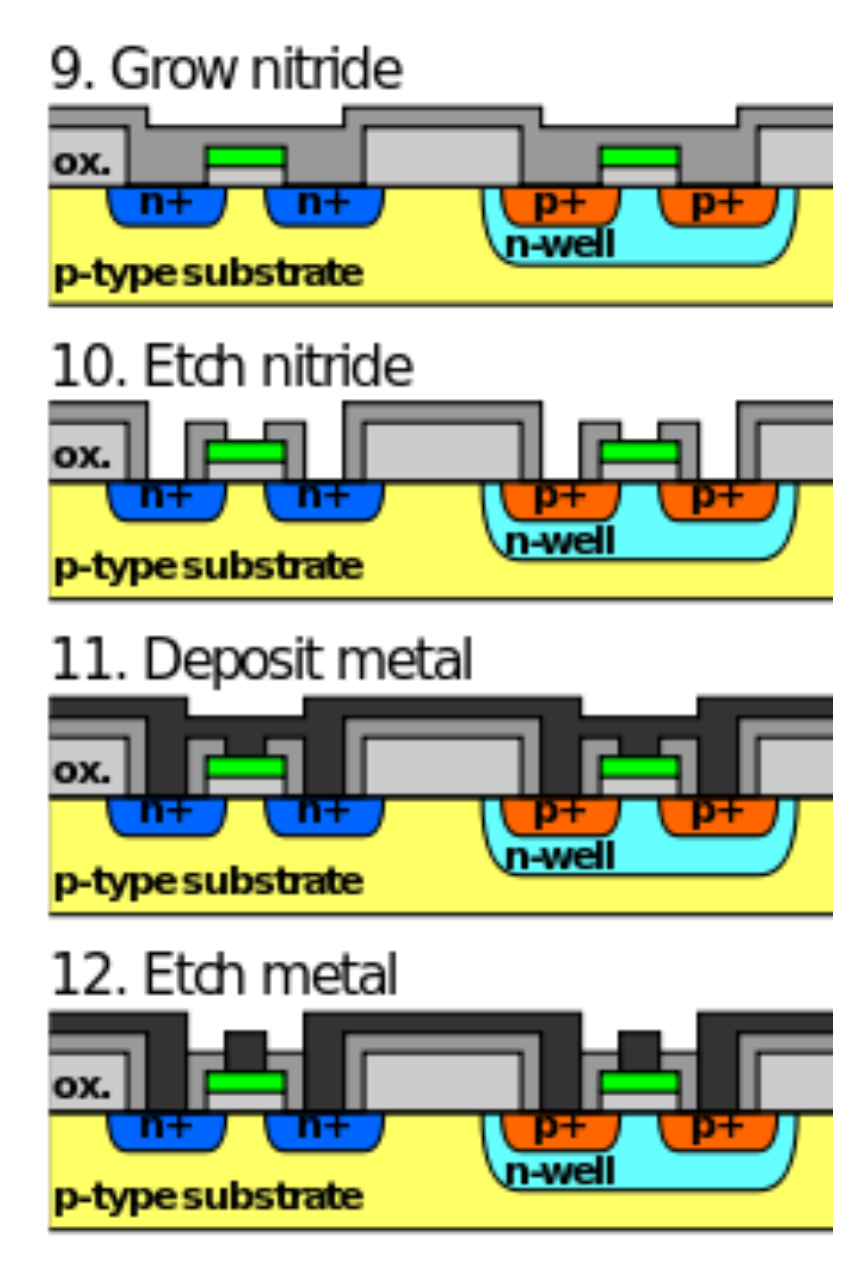 9. Grow nitride
ox.
n+ n+ p+ p+
n-well
p-type substrate
10. Etch nitride
ox.
n+ n+ p+ p+
n-well
p-type substrate
11. Deposit metal
ox.
n+ n+ p+ p+
n-well
p-type substrate
12. Etch metal
ox.
n+ n+ p+ p+
n-well
p-type substrate